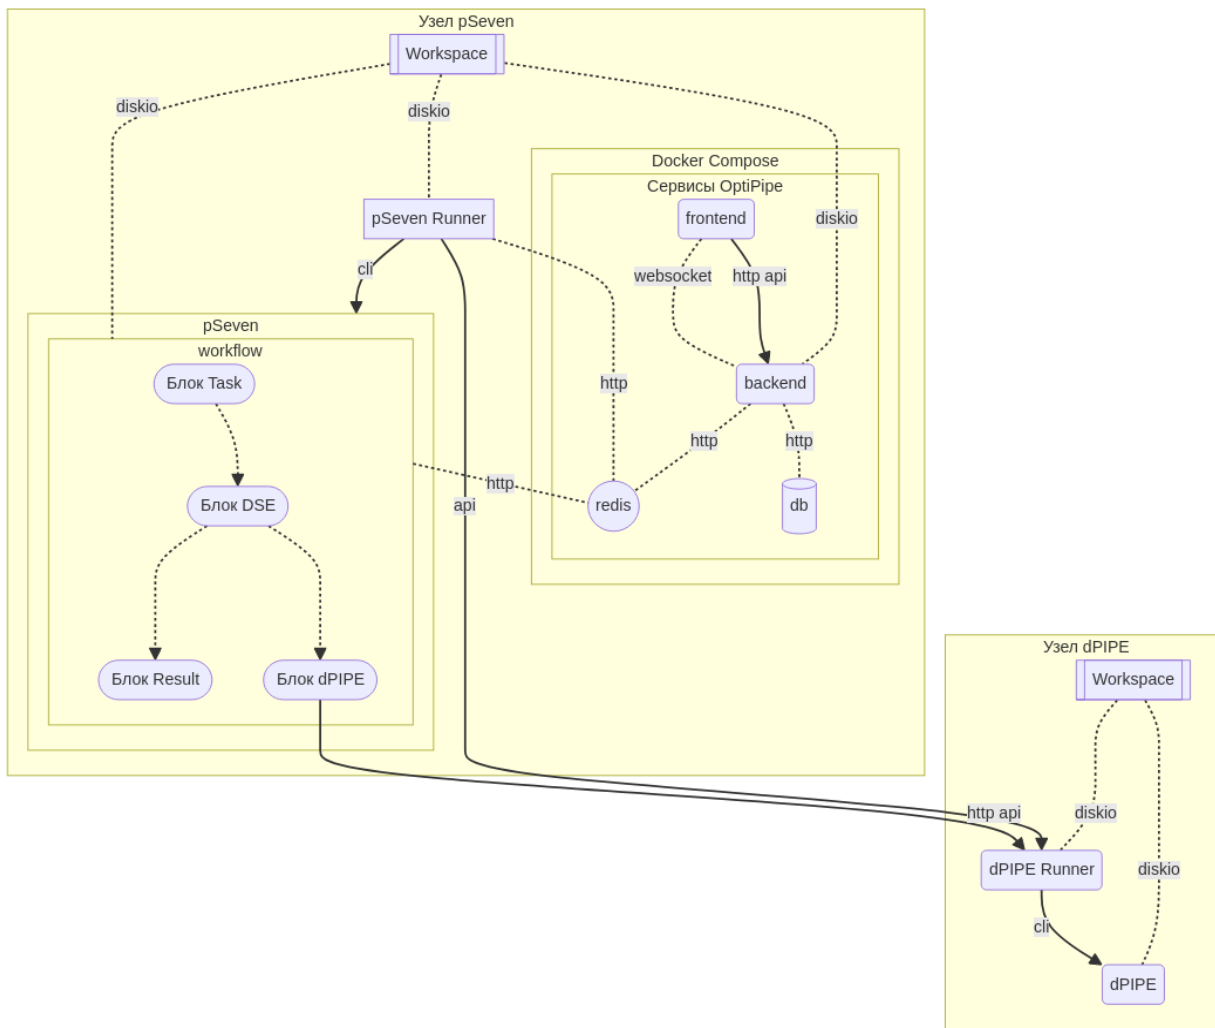 Узел pSeven
Workspace
diskio
diskio
Docker Compose
Сервисы OptiPipe
pSeven Runner
frontend
diskio
cli
websocket
http api
pSeven
workflow
Блок Task
http
backend
http
http
http
Блок DSE
api
redis
db
Узел dPIPE
Блок Result
Блок dPIPE
Workspace
http api
diskio
dPIPE Runner
diskio
cli
dPIPE